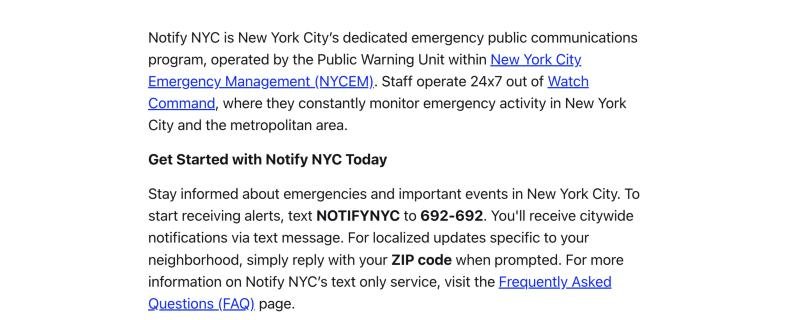 Notify NYC is New York City’s dedicated emergency public communications
program, operated by the Public Warning Unit within New York City
Emergency Management (NYCEM). Staff operate 24x7 out of Watch
Command, where they constantly monitor emergency activity in New York
City and the metropolitan area.
Get Started with Notify NYC Today
Stay informed about emergencies and important events in New York City. To
start receiving alerts, text NOTIFYNYC to 692-692. You'll receive citywide
notifications via text message. For localized updates specific to your
neighborhood, simply reply with your ZIP code when prompted. For more
information on Notify NYC’s text only service, visit the Frequently Asked
Questions (FAQ) page.